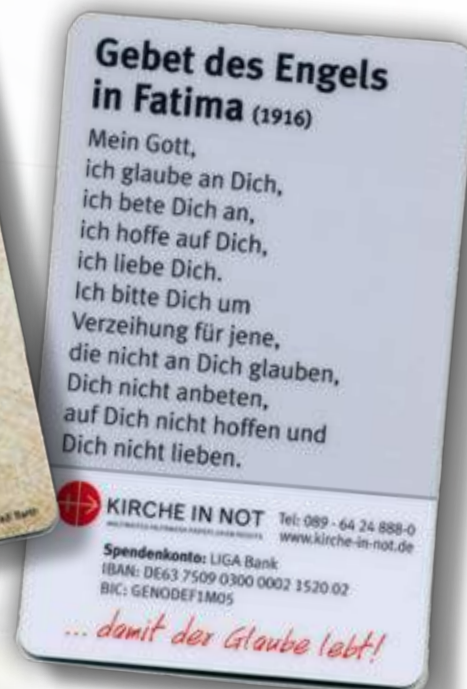 Gebet des Engels
in Fatima (1916)
Mein Gott,
ich glaube an Dich,
ich bete Dich an,
ich hoffe auf Dich,
ich liebe Dich.
Ich bitte Dich um
Verzeihung für jene,
die nicht an Dich glauben,
Dich nicht anbeten,
auf Dich nicht hoffen und
Dich nicht lieben.
KIRCHE IN NOT
Tel: 089 - 64 24 888-0
www.kirche-in-not.de
Spendenkonto: LIGA Bank
IBAN: DE63 7509 0300 0002 1520 02
BIC: GENODEF1M05
... damit der Glaube lebt!